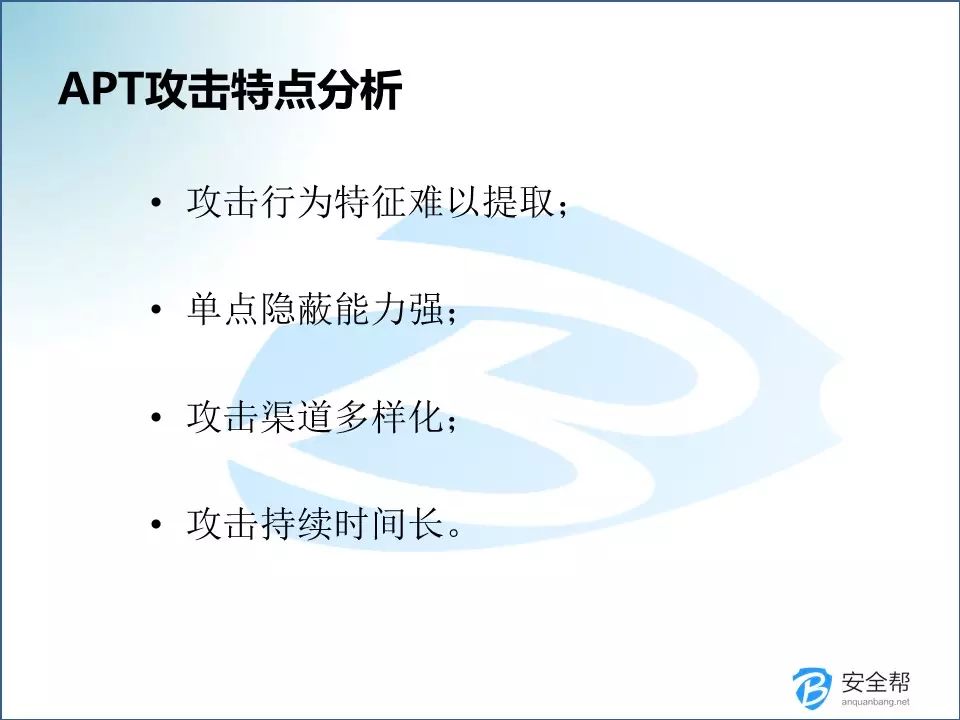 APT攻击特点分析
• 攻击行为特征难以提取；
• 单点隐蔽能力强；
• 攻击渠道多样化；
• 攻击持续时间长。
安全帮
anquanbang.net